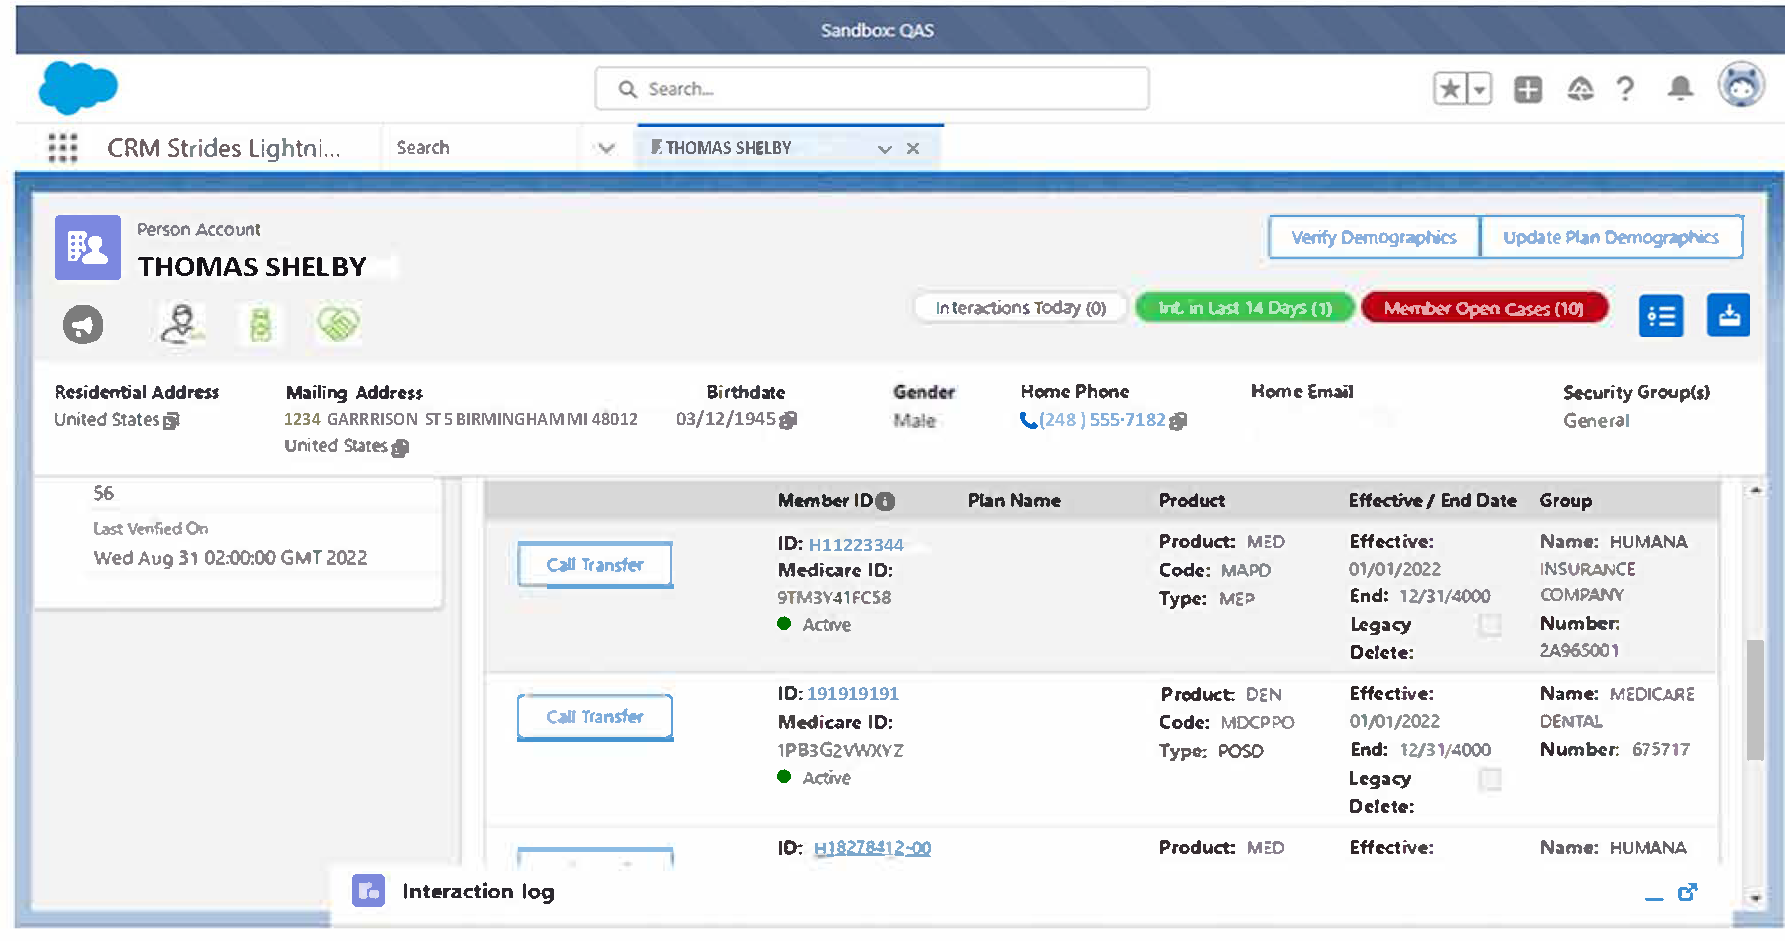 Sandbox: QAS
Search...
CRM Strides Lightni...
Search
THOMAS SHELBY
Person Account
THOMAS SHELBY
Verify Demographics
Update Plan Demographics
Interactions Today (0)
Int. in Last 14 Days (1)
Member Open Cases (10)
Residential Address
United States
Mailing Address
1234 GARRRISON ST 5 BIRMINGHAM MI 48012
United States
Birthdate
03/12/1945
Gender
Male
Home Phone
(248) 555-7182
Home Email
Security Group(s)
General
56
Last Verified On
Wed Aug 31 02:00:00 GMT 2022
Member ID
Plan Name
Product
Effective / End Date
Group
Call Transfer
ID: H11223344
Medicare ID:
9TM3Y41FC58
Active
Product: MED
Code: MAPD
Type: MEP
Effective:
01/01/2022
End: 12/31/4000
Legacy
Delete:
Name: HUMANA
INSURANCE
COMPANY
Number:
2A965001
Call Transfer
ID: 191919191
Medicare ID:
1PB3G2VWXYZ
Active
Product: DEN
Code: MDCPPO
Type: POSD
Effective:
01/01/2022
End: 12/31/4000
Legacy
Delete:
Name: MEDICARE
DENTAL
Number: 675717
ID: H18278412-00
Product: MED
Effective:
Name: HUMANA
Interaction log